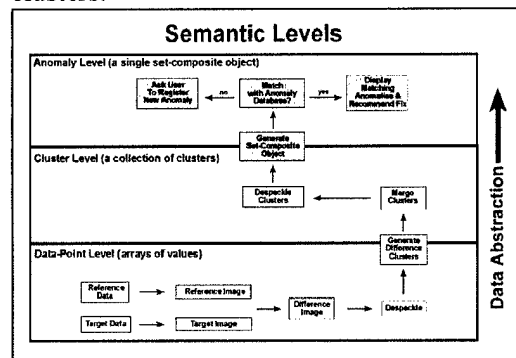 Semantic Levels
Anomaly Level (a single set-composite object)
Ask User
To Register
New Anomaly
no
Match
with Anomaly
Database?
yes
Display
Matching
Anomalies &
Recommend Fix
Generate
Set-Composite
Object
Cluster Level (a collection of clusters)
Despeckle
Clusters
Merge
Clusters
Generate
Difference
Clusters
Data-Point Level (arrays of values)
Reference
Data
Reference Image
Difference
Image
Despeckle
Target Data
Target Image
Data Abstraction